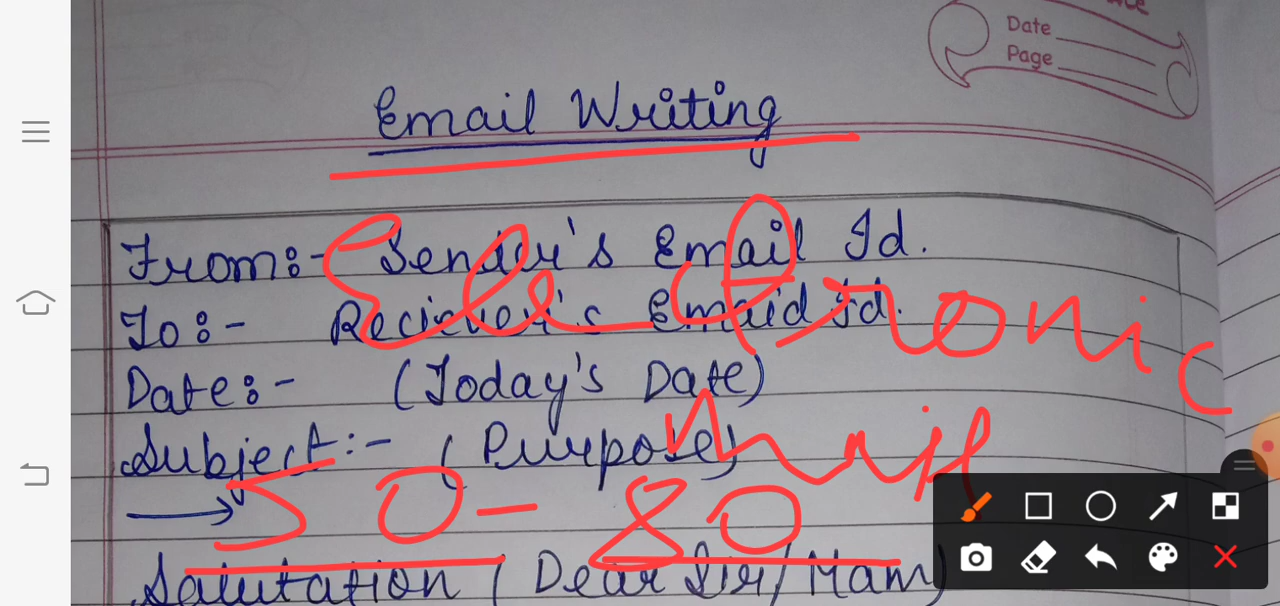 Date
Page
Email Writing
From:- Sender's Email Id.
To:- Reciever's Emaid Id.
Date:- (Today's Date)
Subject:- (Purpose)
Salutation (Dear Sir/Mam)
Electronic
Mail
50-80